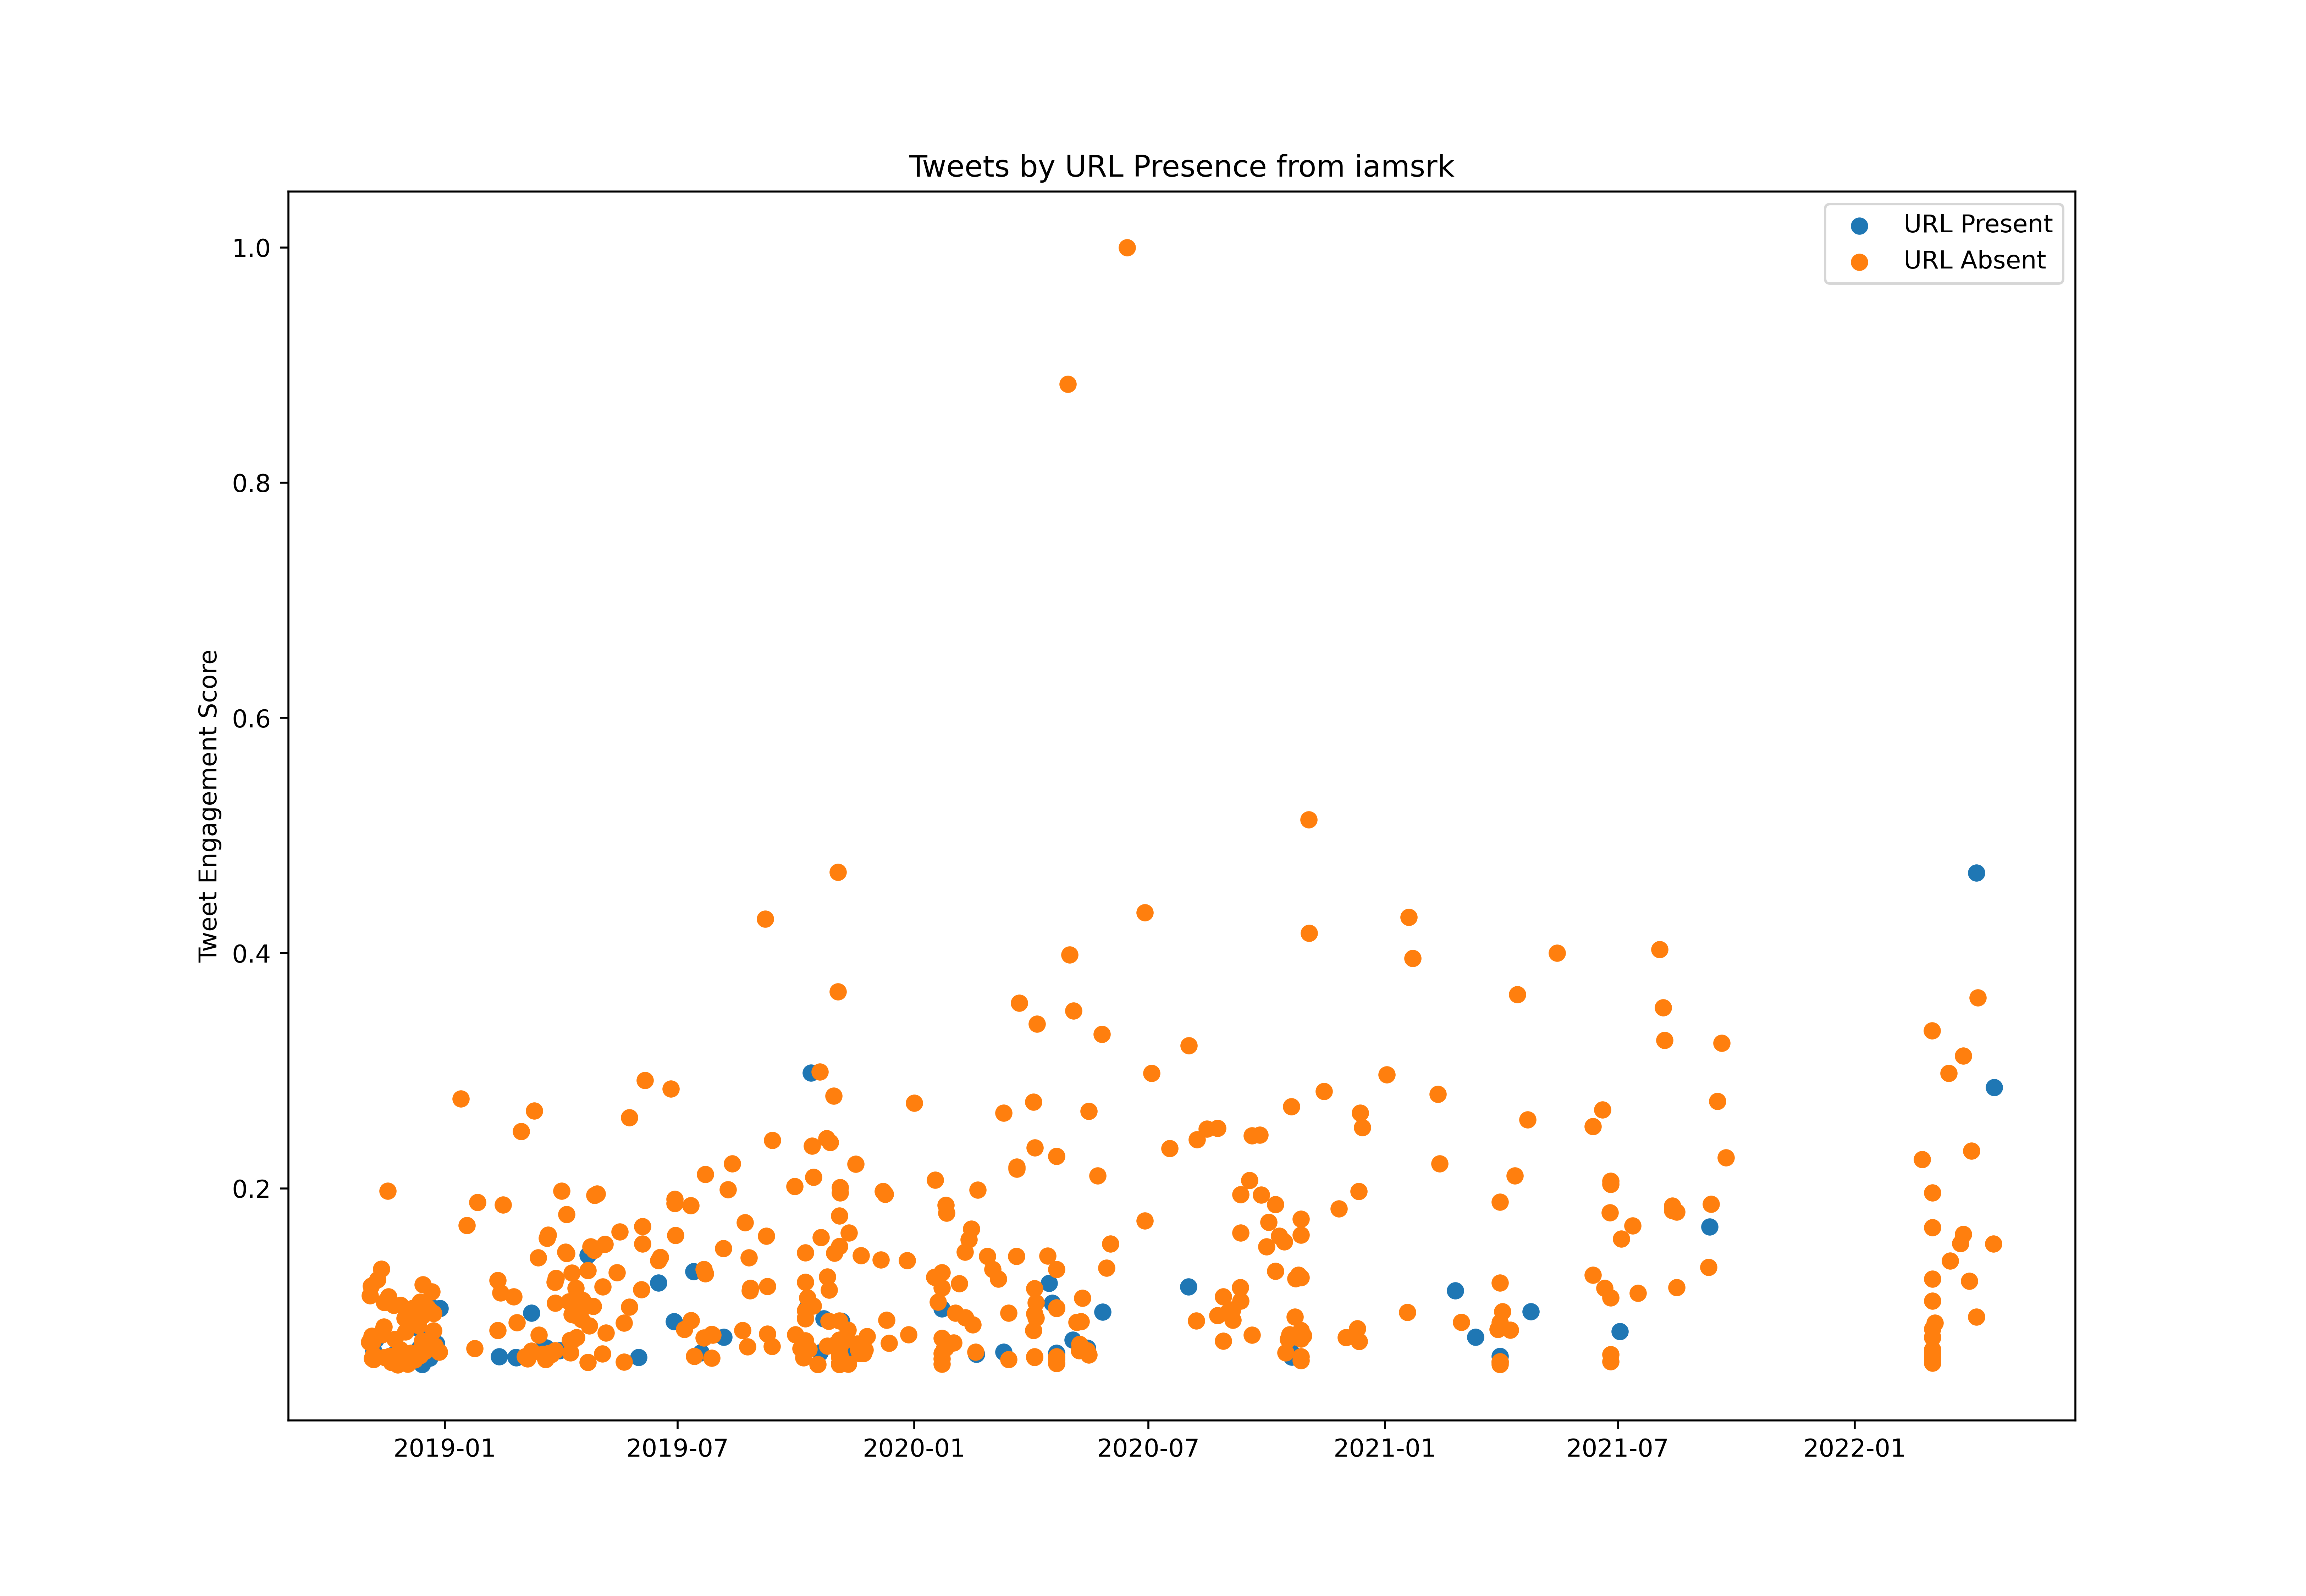 Tweets by URL Presence from iamsrk
URL Present
URL Absent
Tweet Engagement Score
1.0
0.8
0.6
0.4
0.2
2019-01 2019-07 2020-01 2020-07 2021-01 2021-07 2022-01